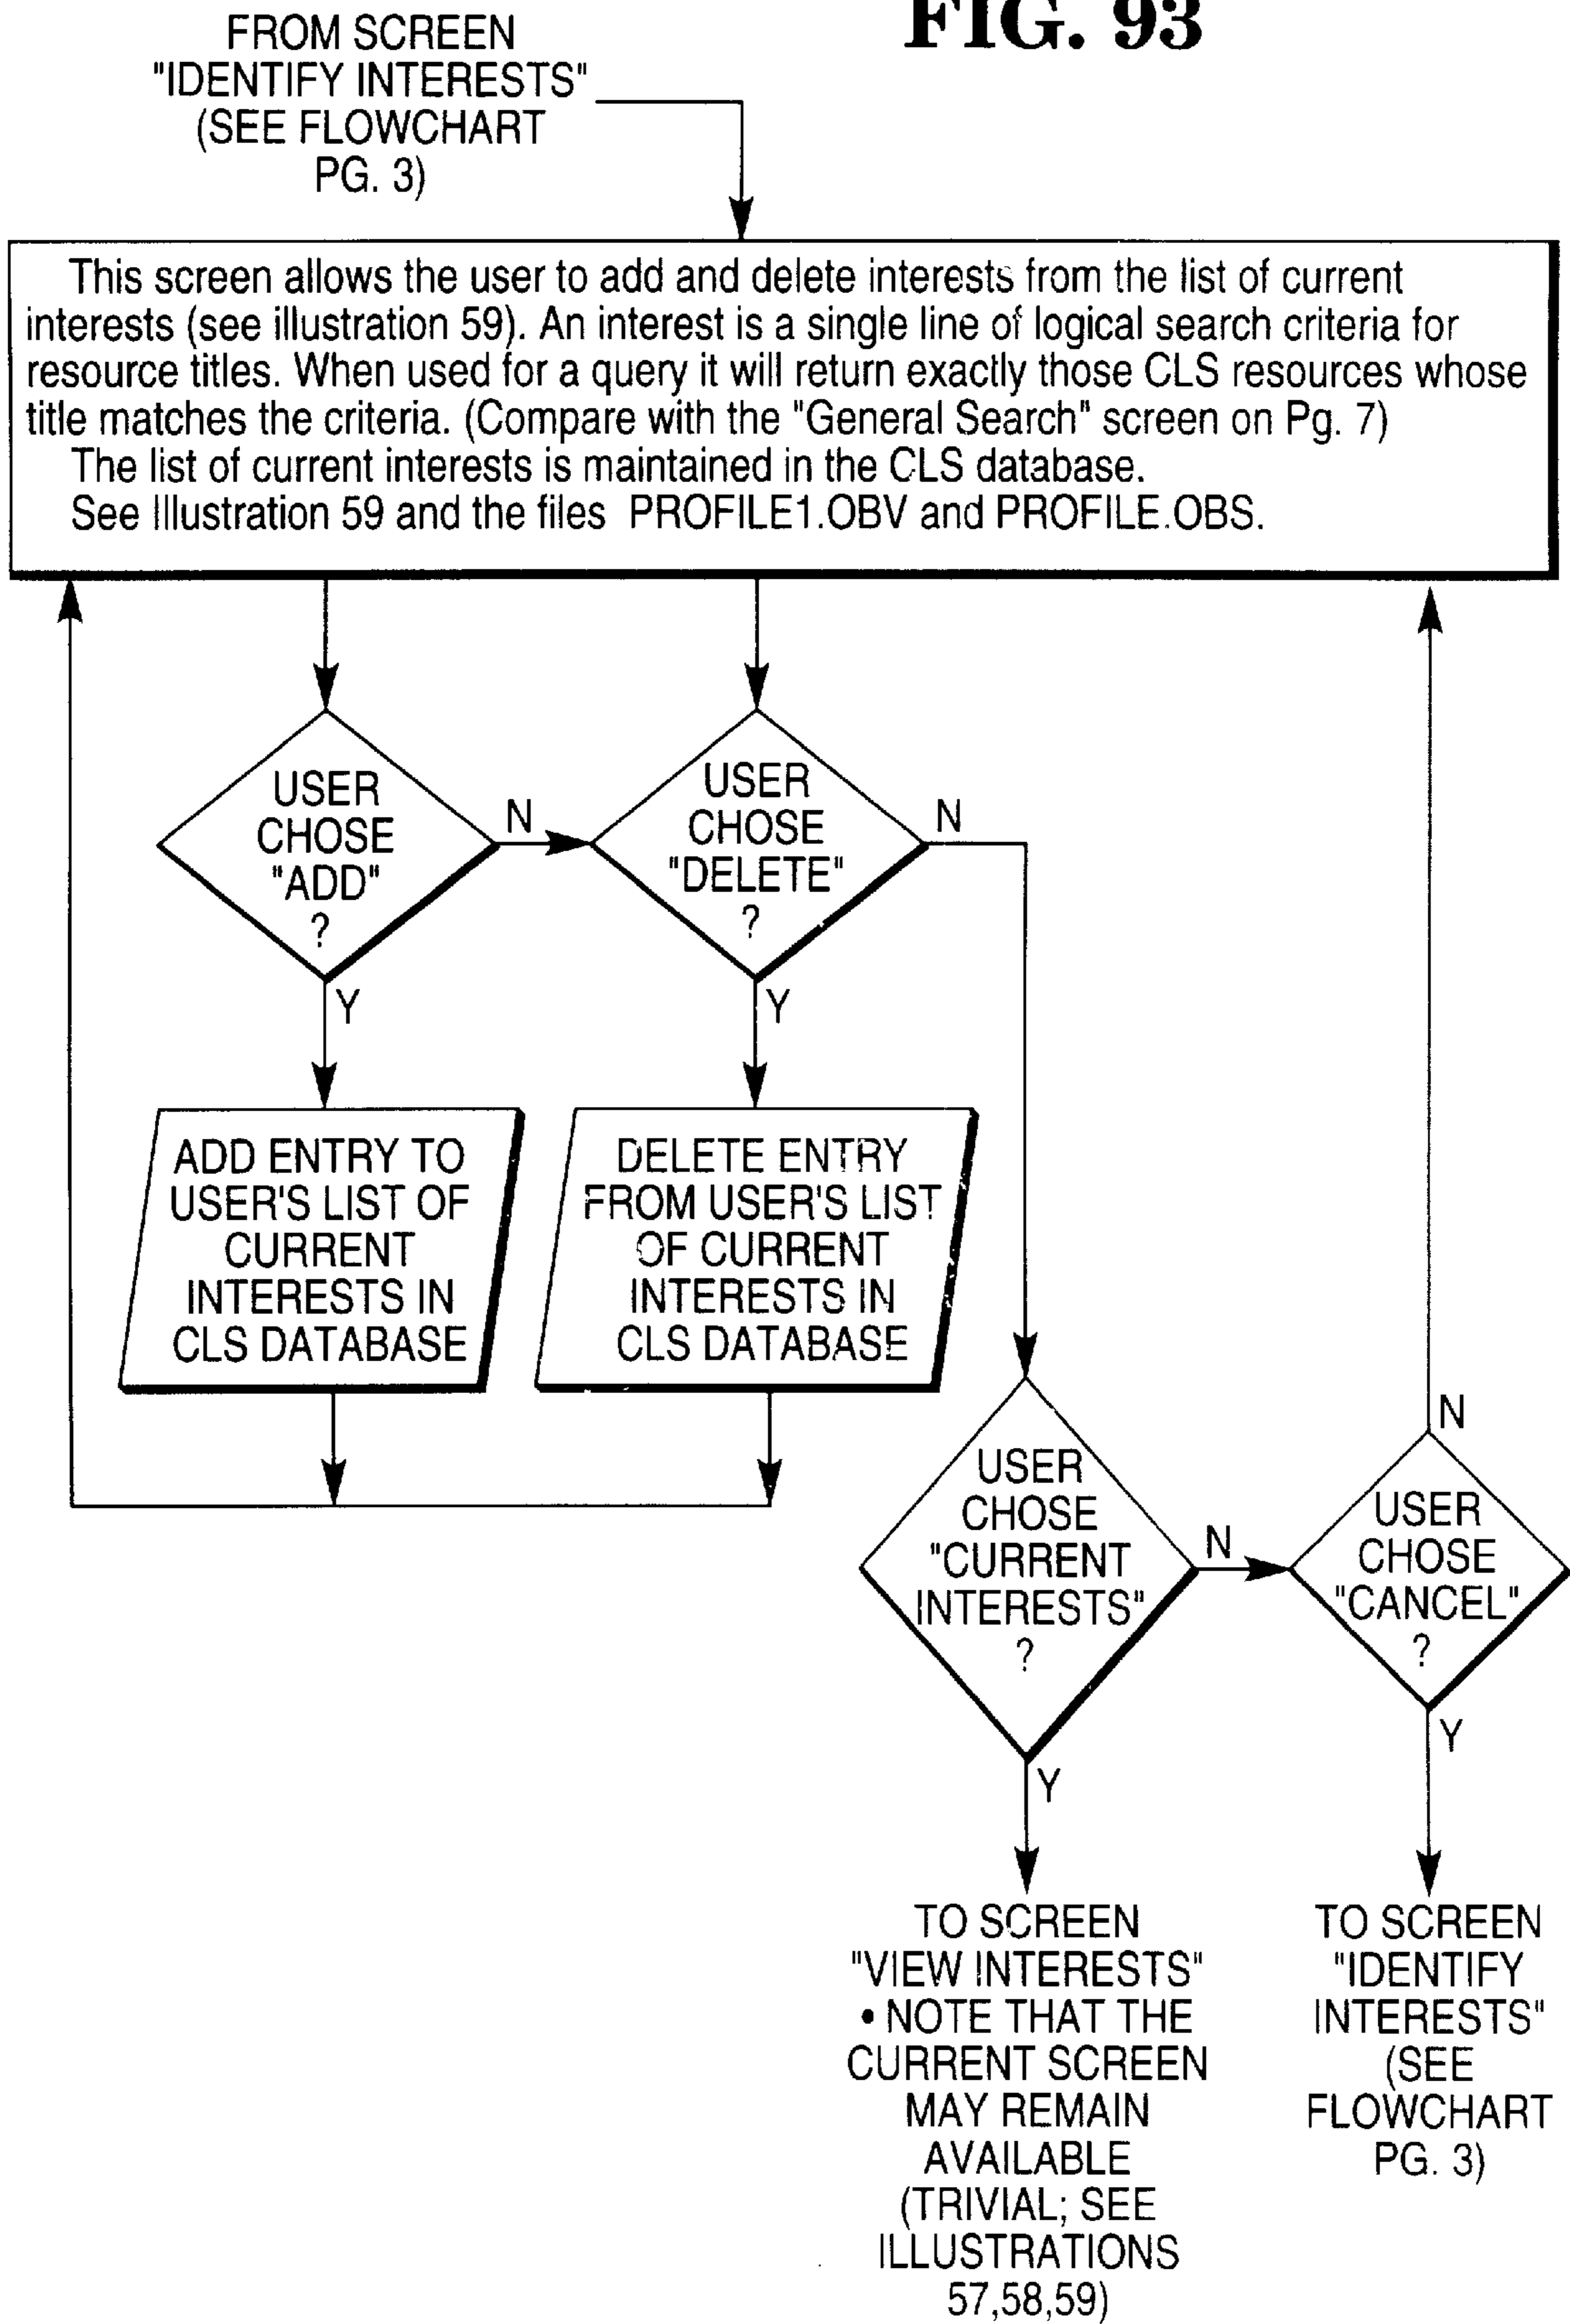 FIG. 93
FROM SCREEN
"IDENTIFY INTERESTS"
(SEE FLOWCHART
PG. 3)
This screen allows the user to add and delete interests from the list of current
interests (see illustration 59). An interest is a single line of logical search criteria for
resource titles. When used for a query it will return exactly those CLS resources whose
title matches the criteria. (Compare with the "General Search" screen on Pg. 7)
The list of current interests is maintained in the CLS database.
See Illustration 59 and the files PROFILE1.OBV and PROFILE.OBS.
USER
CHOSE
"ADD"
?
N
Y
USER
CHOSE
"DELETE"
?
N
Y
ADD ENTRY TO
USER'S LIST OF
CURRENT
INTERESTS IN
CLS DATABASE
DELETE ENTRY
FROM USER'S LIST
OF CURRENT
INTERESTS IN
CLS DATABASE
USER
CHOSE
"CURRENT
INTERESTS"
?
N
Y
USER
CHOSE
"CANCEL"
?
N
Y
TO SCREEN
"VIEW INTERESTS"
• NOTE THAT THE
CURRENT SCREEN
MAY REMAIN
AVAILABLE
(TRIVIAL; SEE
ILLUSTRATIONS
57,58,59)
TO SCREEN
"IDENTIFY
INTERESTS"
(SEE
FLOWCHART
PG. 3)